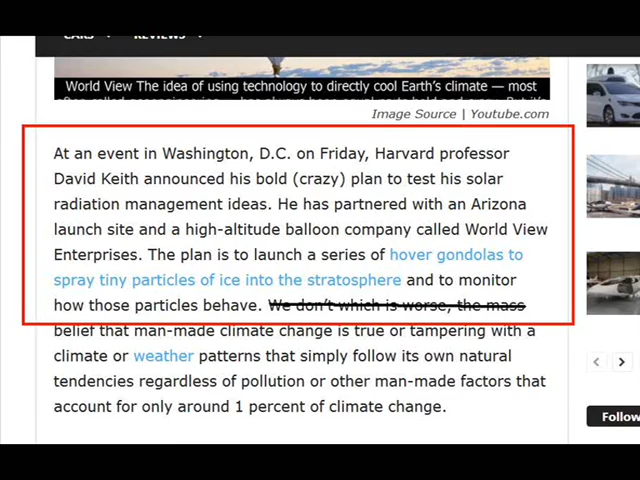 CARS
REVIEWS
World View The idea of using technology to directly cool Earth's climate — most
Image Source | Youtube.com
At an event in Washington, D.C. on Friday, Harvard professor
David Keith announced his bold (crazy) plan to test his solar
radiation management ideas. He has partnered with an Arizona
launch site and a high-altitude balloon company called World View
Enterprises. The plan is to launch a series of hover gondolas to
spray tiny particles of ice into the stratosphere and to monitor
how those particles behave. We don't which is worse, the mass
belief that man-made climate change is true or tampering with a
climate or weather patterns that simply follow its own natural
tendencies regardless of pollution or other man-made factors that
account for only around 1 percent of climate change.
Follow